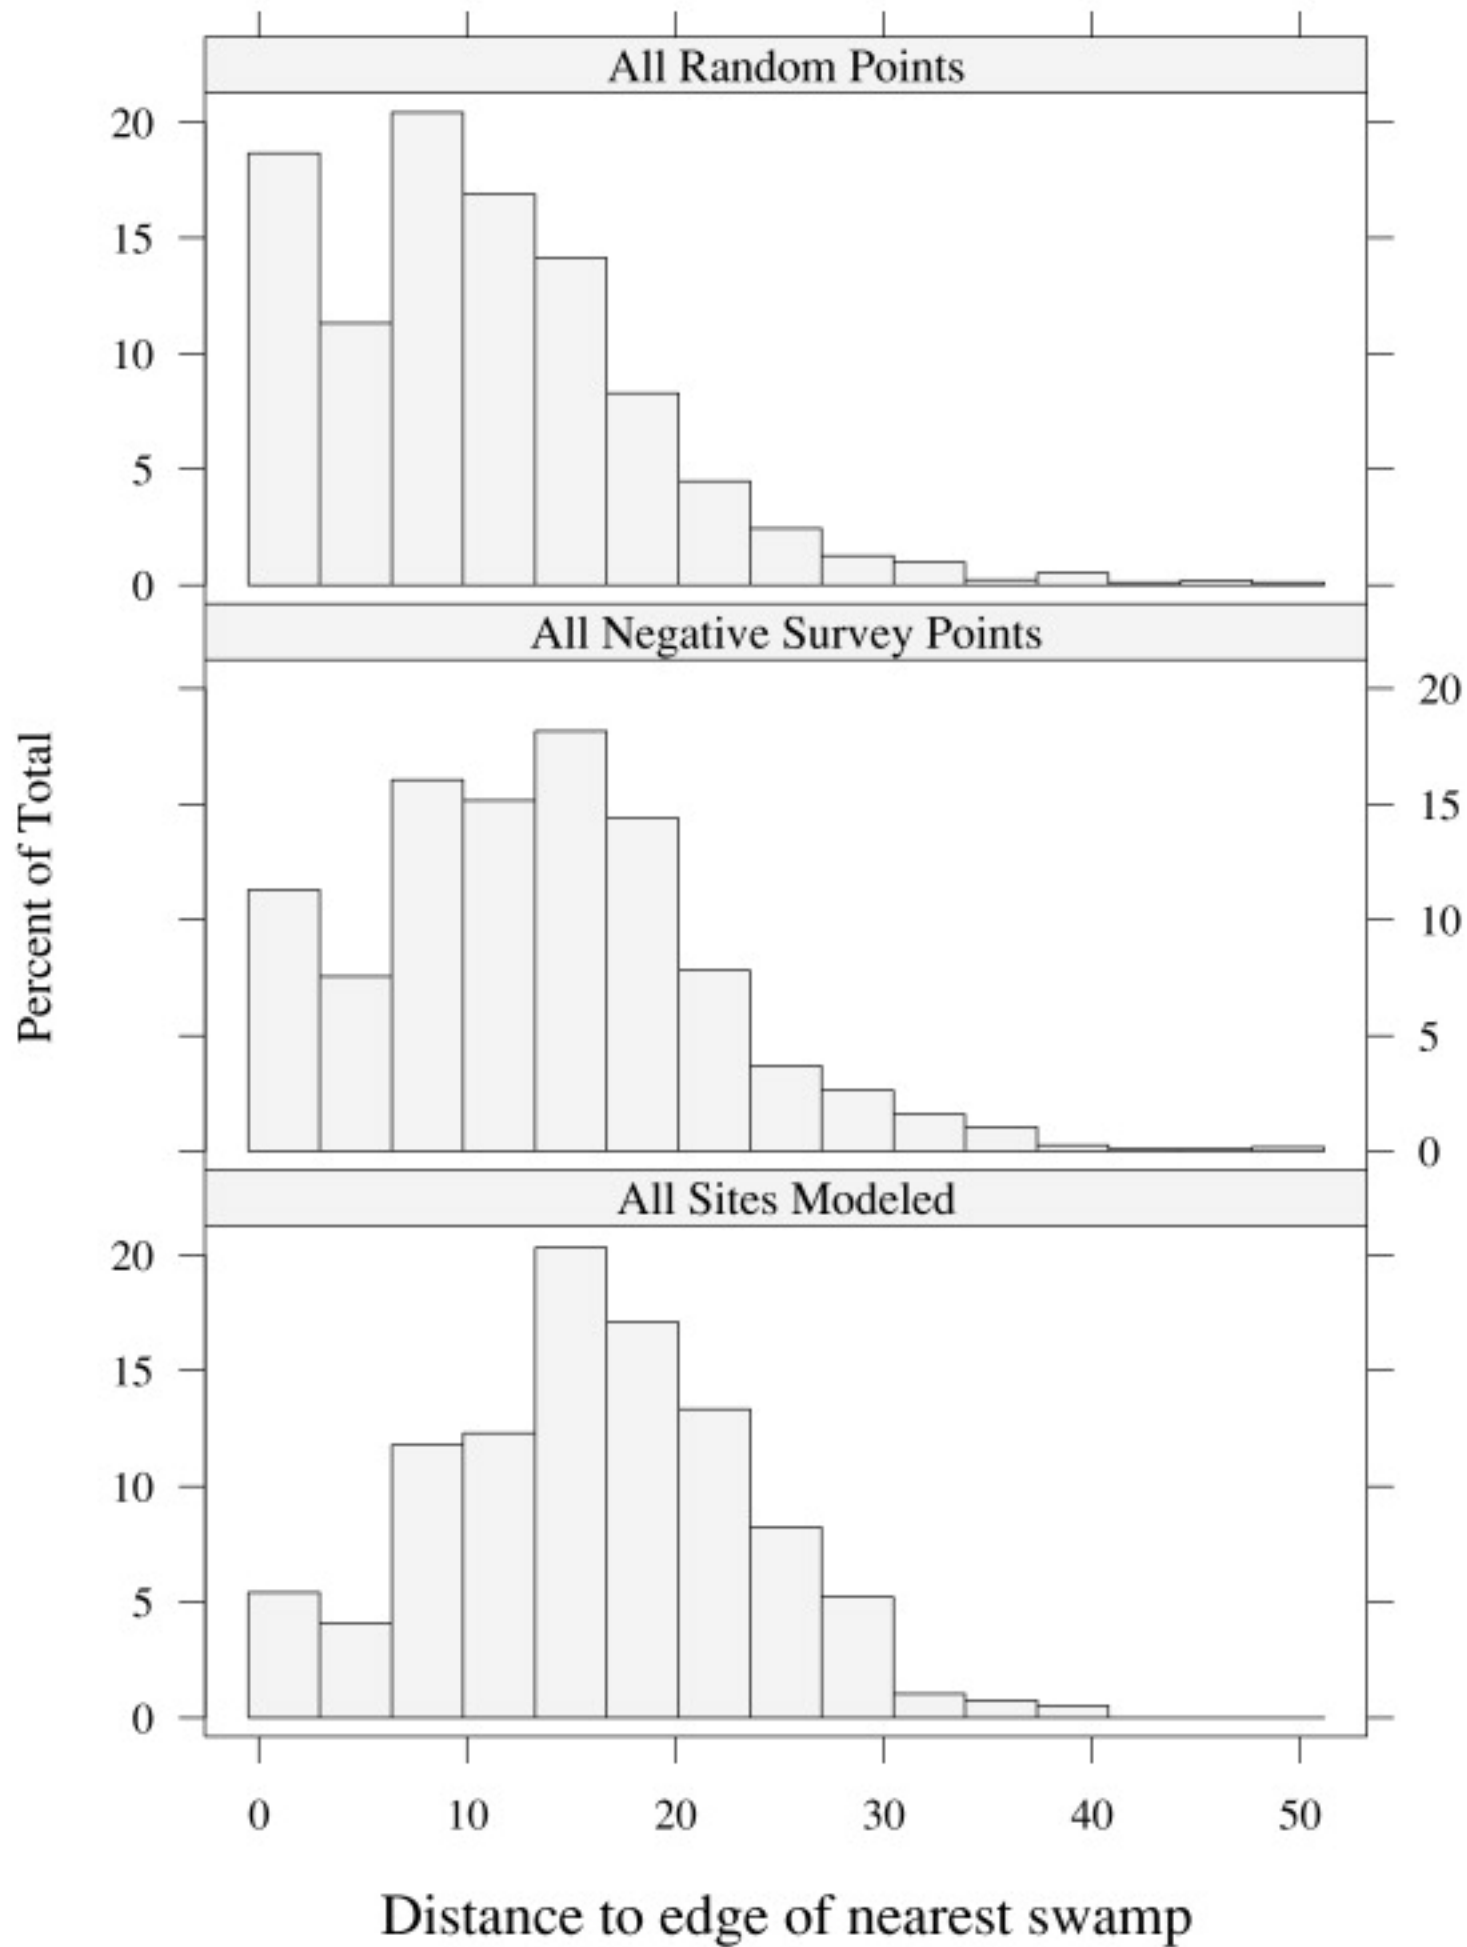 All Random Points
20
15
10
5
0
All Negative Survey Points
20
15
10
5
0
Percent of Total
All Sites Modeled
20
15
10
5
0
0 10 20 30 40 50
Distance to edge of nearest swamp